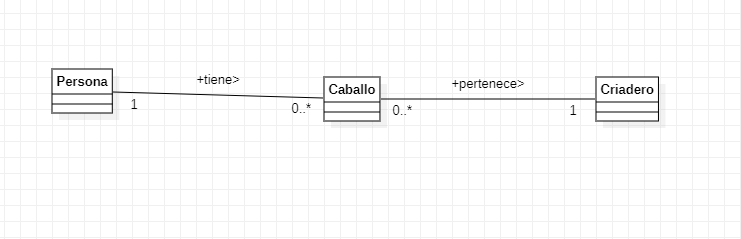 +tiene>
+pertenece>
Persona
Caballo
Criadero
1
0..*
0..*
1